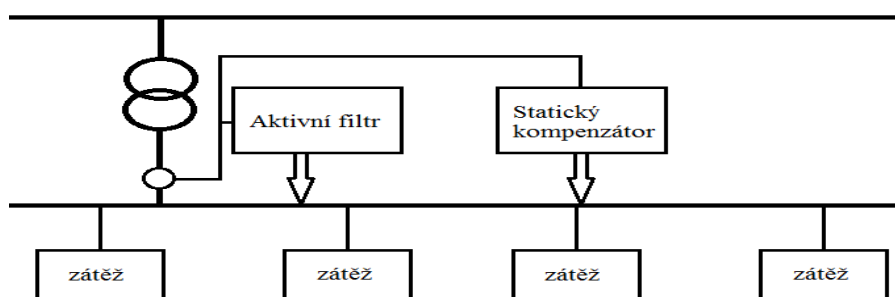 Aktivní filtr
Statický
kompenzátor
zátěž
zátěž
zátěž
zátěž